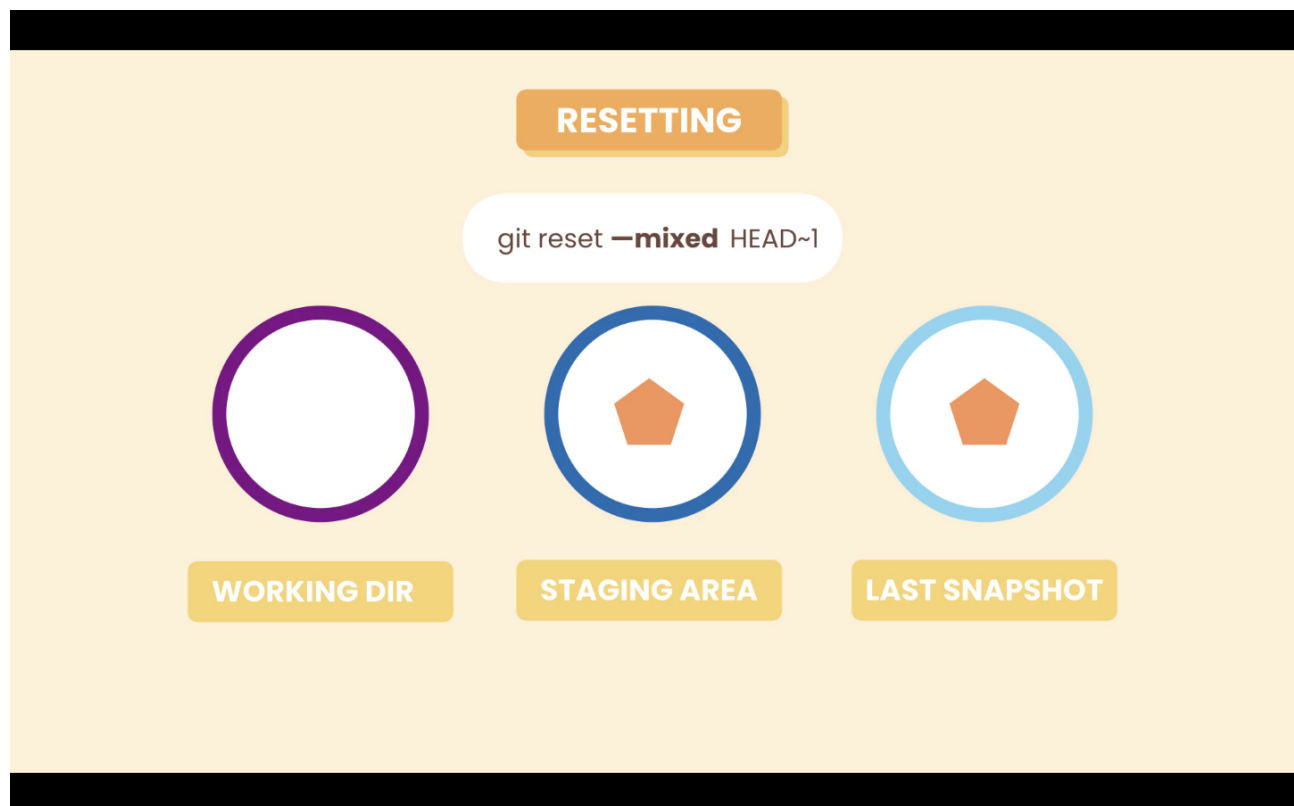 RESETTING
git reset —mixed HEAD~1
WORKING DIR
STAGING AREA
LAST SNAPSHOT